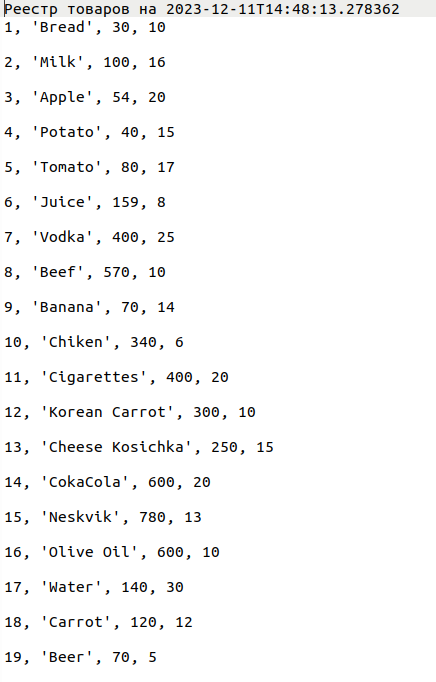 Реестр товаров на 2023-12-11T14:48:13.278362
1, 'Bread', 30, 10
2, 'Milk', 100, 16
3, 'Apple', 54, 20
4, 'Potato', 40, 15
5, 'Tomato', 80, 17
6, 'Juice', 159, 8
7, 'Vodka', 400, 25
8, 'Beef', 570, 10
9, 'Banana', 70, 14
10, 'Chiken', 340, 6
11, 'Cigarettes', 400, 20
12, 'Korean Carrot', 300, 10
13, 'Cheese Kosichka', 250, 15
14, 'CokaCola', 600, 20
15, 'Neskvik', 780, 13
16, 'Olive Oil', 600, 10
17, 'Water', 140, 30
18, 'Carrot', 120, 12
19, 'Beer', 70, 5